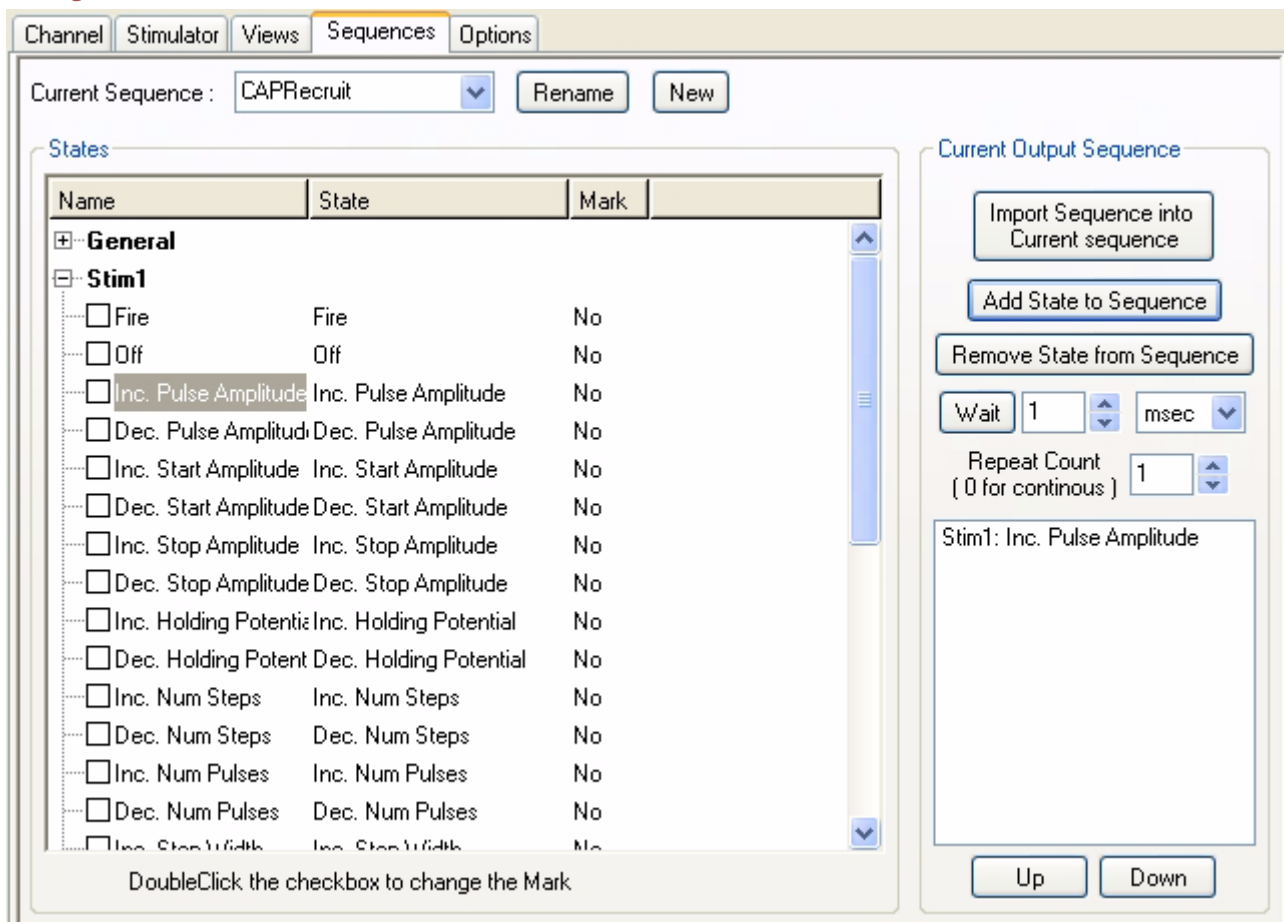 Channel Stimulator Views Sequences Options
Current Sequence : CAPRecruit Rename New
States
Name State Mark
General
Stim1
Fire Fire No
Off Off No
Inc. Pulse Amplitude Inc. Pulse Amplitude No
Dec. Pulse Amplitud Dec. Pulse Amplitude No
Inc. Start Amplitude Inc. Start Amplitude No
Dec. Start Amplitude Dec. Start Amplitude No
Inc. Stop Amplitude Inc. Stop Amplitude No
Dec. Stop Amplitude Dec. Stop Amplitude No
Inc. Holding Potentia Inc. Holding Potential No
Dec. Holding Potent Dec. Holding Potential No
Inc. Num Steps Inc. Num Steps No
Dec. Num Steps Dec. Num Steps No
Inc. Num Pulses Inc. Num Pulses No
Dec. Num Pulses Dec. Num Pulses No
Inc. Step Width Inc. Step Width No
DoubleClick the checkbox to change the Mark
Current Output Sequence
Import Sequence into
Current sequence
Add State to Sequence
Remove State from Sequence
Wait 1 msec
Repeat Count
( 0 for continous ) 1
Stim1: Inc. Pulse Amplitude
Up Down